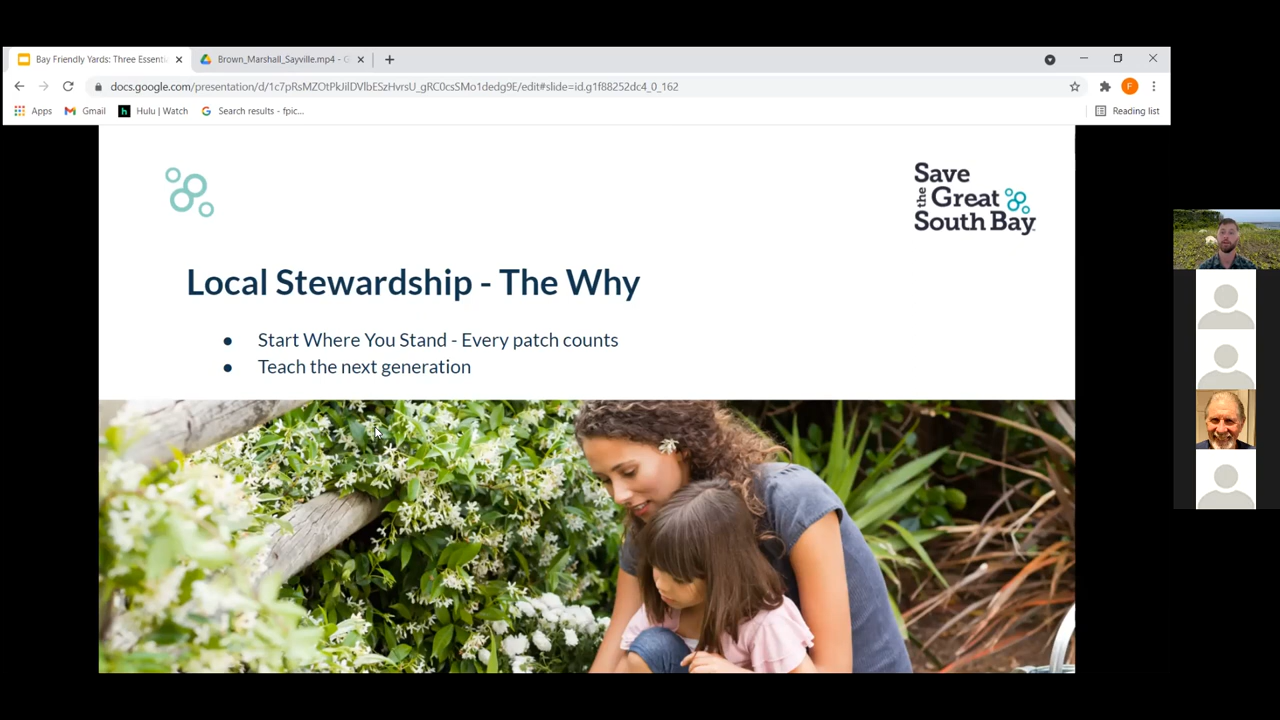 Bay Friendly Yards: Three Essenti
Brown_Marshall_Sayville.mp4 - G
docs.google.com/presentation/d/1c7pRsMZOtPkJilDVlbESzHvrsU_gRC0csSMo1dedg9E/edit#slide=id.g1f88252dc4_0_162
F
Apps
Gmail
h
Hulu | Watch
Search results - fpic...
Reading list
Save
the Great
South Bay
Local Stewardship - The Why
● Start Where You Stand - Every patch counts
● Teach the next generation